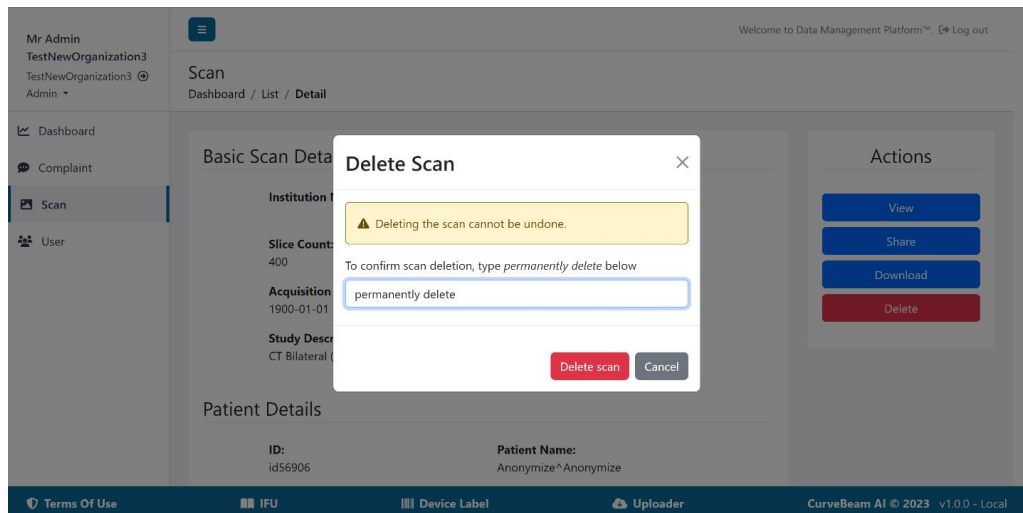 Mr Admin
TestNewOrganization3
TestNewOrganization3
Admin
Welcome to Data Management Platform™.
Log out
Scan
Dashboard / List / Detail
Dashboard
Complaint
Scan
User
Basic Scan Deta
Institution
Slice Count:
400
Acquisition
1900-01-01
Study Descr
CT Bilateral
Delete Scan
Deleting the scan cannot be undone.
To confirm scan deletion, type permanently delete below
permanently delete
Delete scan
Cancel
Actions
View
Share
Download
Delete
Patient Details
ID:
id56906
Patient Name:
Anonymize^Anonymize
Terms Of Use
IFU
Device Label
Uploader
CurveBeam AI © 2023 v1.0.0 - Local